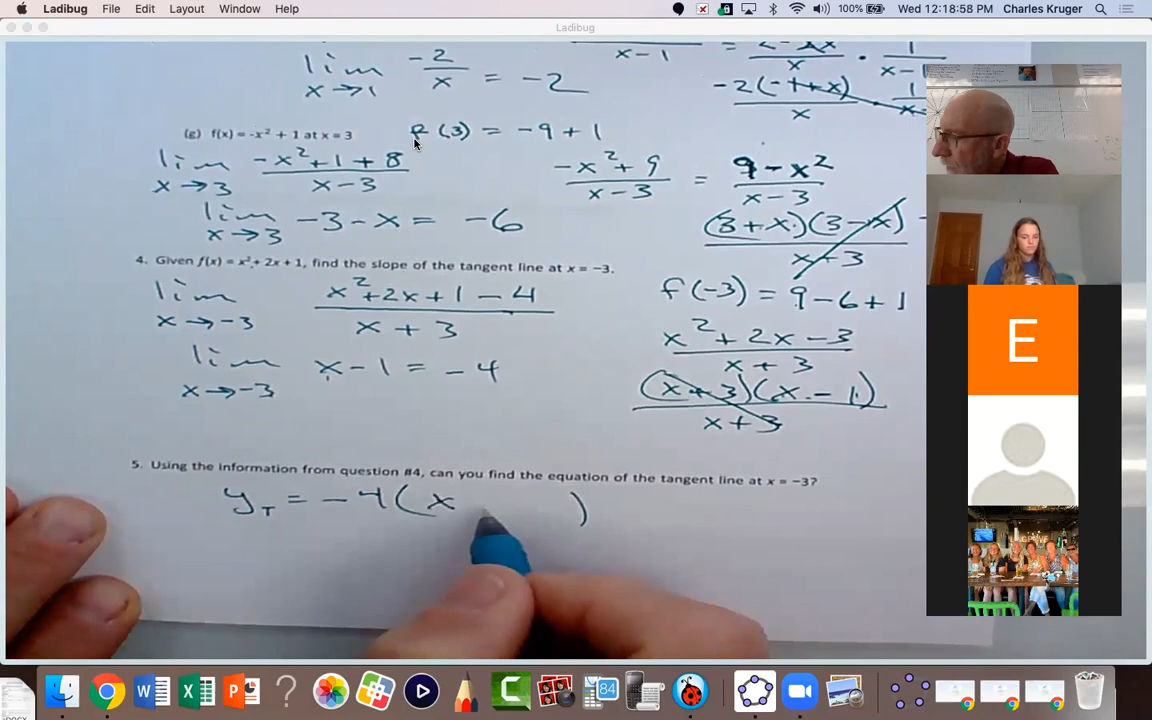 Ladibug File Edit Layout Window Help 100% Wed 12:18:58 PM Charles Kruger
Ladibug
lim x→1 -2/x = -2
x-1 = x · 1/x-1
-2(-1+x)/x · 1
(g) f(x) = -x² + 1 at x = 3 f(3) = -9+1
lim x→3 -x²+1+8/x-3 -x²+9/x-3 = 9-x²/x-3
lim x→3 -3-x = -6 (3+x)(3-x)/x-3
4. Given f(x) = x² + 2x + 1, find the slope of the tangent line at x = -3.
lim x→-3 x²+2x+1-4/x+3 f(-3) = 9-6+1
x²+2x-3/x+3
lim x→-3 x-1 = -4 (x+3)(x-1)/x+3
5. Using the information from question #4, can you find the equation of the tangent line at x = -3?
y_T = -4(x )
E
84